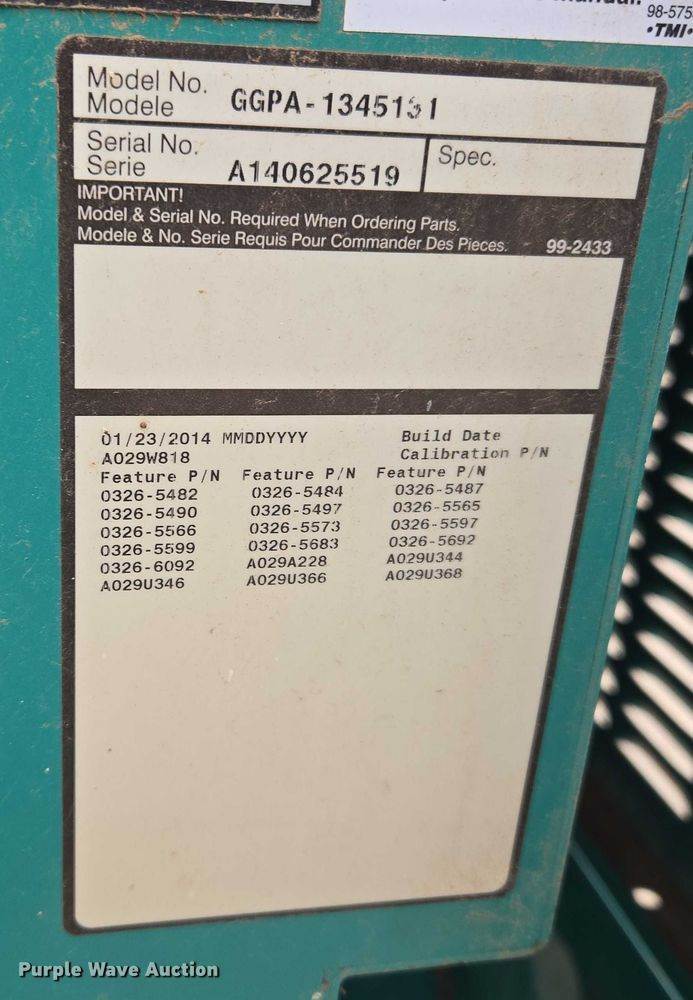 98-575
•TMI•
Model No.
Modele
Serial No.
Serie
A140625519
Spec.
IMPORTANT!
Model & Serial No. Required When Ordering Parts.
Modele & No. Serie Requis Pour Commander Des Pieces. 99-2433
01/23/2014 MMDDYYYY Build Date
A029W818 Calibration P/N
Feature P/N Feature P/N Feature P/N
0326-5482 0326-5484 0326-5487
0326-5490 0326-5497 0326-5565
0326-5566 0326-5573 0326-5597
0326-5599 0326-5683 0326-5692
0326-6092 A029A228 A029U344
A029U346 A029U366 A029U368
Purple Wave Auction